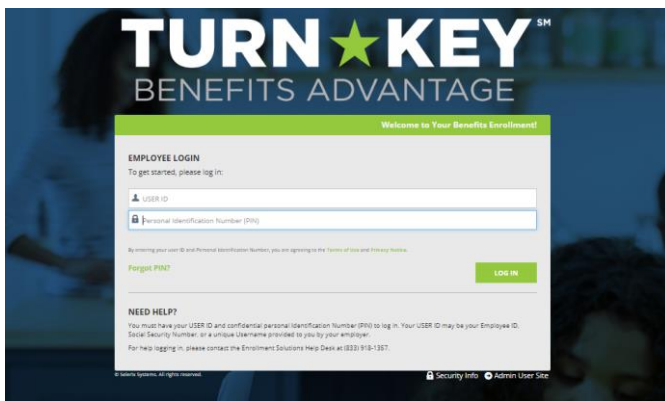 TURN★KEY℠
BENEFITS ADVANTAGE
Welcome to Your Benefits Enrollment!
EMPLOYEE LOGIN
To get started, please log in:
USER ID
Personal Identification Number (PIN)
By entering your user ID and Personal Identification Number, you are agreeing to the Terms of Use and Privacy Notice.
Forgot PIN?
LOG IN
NEED HELP?
You must have your USER ID and confidential personal identification Number (PIN) to log in. Your USER ID may be your Employee ID,
Social Security Number, or a unique Username provided to you by your employer.
For help logging in, please contact the Enrollment Solutions Help Desk at (833) 918-1357.
© Selerix Systems. All rights reserved.
Security Info Admin User Site